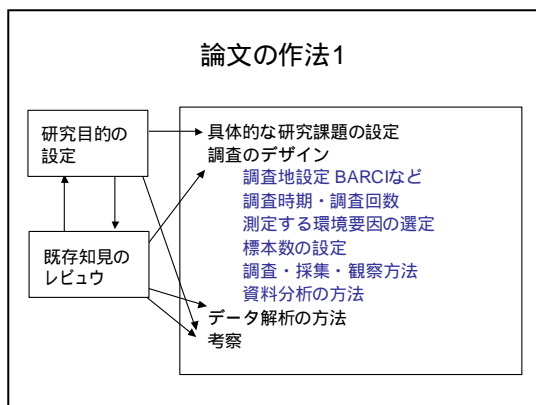 論文の作法1
研究目的の
設定
既存知見の
レビュウ
具体的な研究課題の設定
調査のデザイン
調査地設定 BARCIなど
調査時期・調査回数
測定する環境要因の選定
標本数の設定
調査・採集・観察方法
資料分析の方法
データ解析の方法
考察